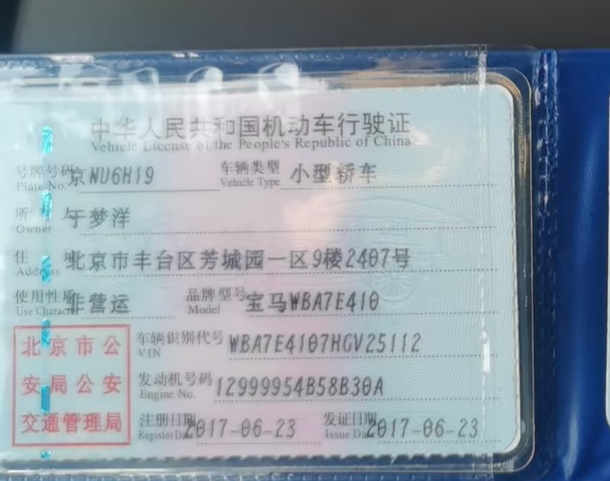 中华人民共和国机动车行驶证
Vehicle License of the People's Republic of China
号牌号码 京NU6H19 车辆类型 小型轿车
Plate No. Vehicle Type
所有人 于梦洋
Owner
住址 北京市丰台区芳城园一区9楼2407号
Address
使用性质 非营运 品牌型号 宝马WBA7E410
Use Character Model
北京市公 车辆识别代号 WBA7E4107HGV25112
VIN
安局公安 发动机号码 12999954B58B30A
Engine No.
交通管理局 注册日期 2017-06-23 发证日期 2017-06-23
Register Date Issue Date